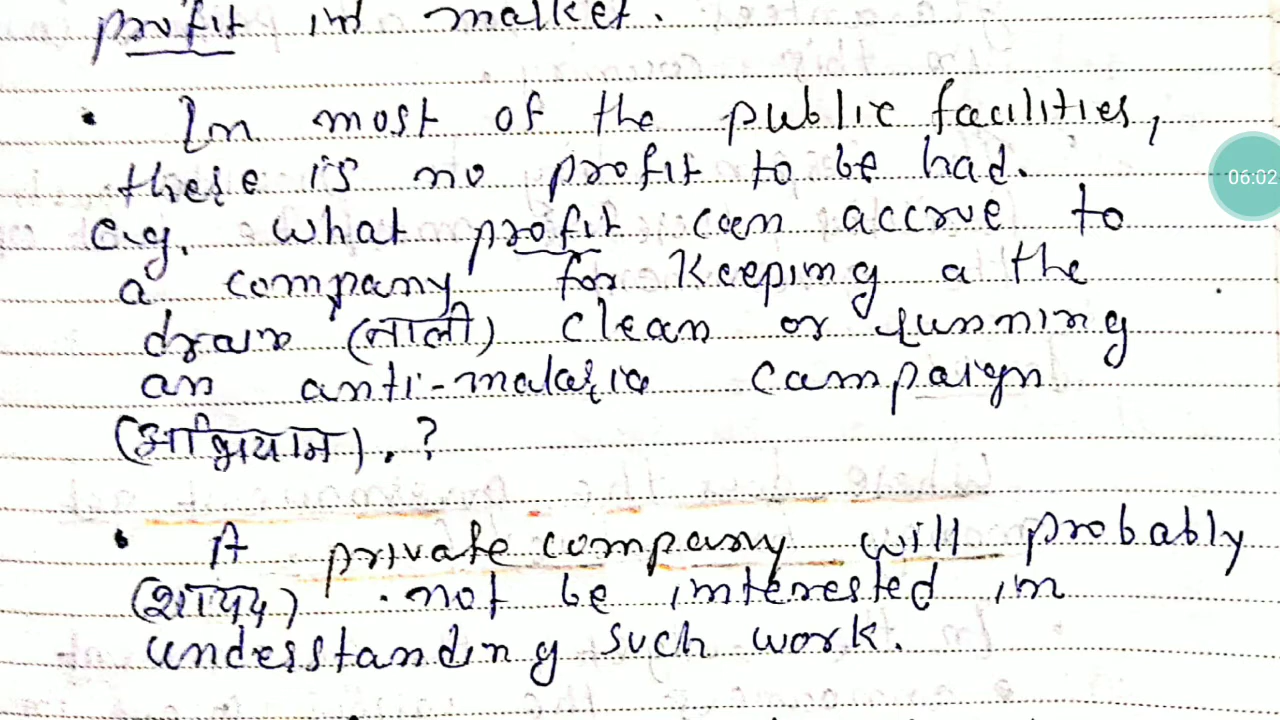 profit in market.
• In most of the public facilities,
there is no profit to be had.
e.g. what profit can accrue to
a company for keeping a the
drain (नाली) clean or running
an anti-malaria campaign
(अभियान). ?
• A private company will probably
(शायद) . not be interested in
understanding such work.
06:02